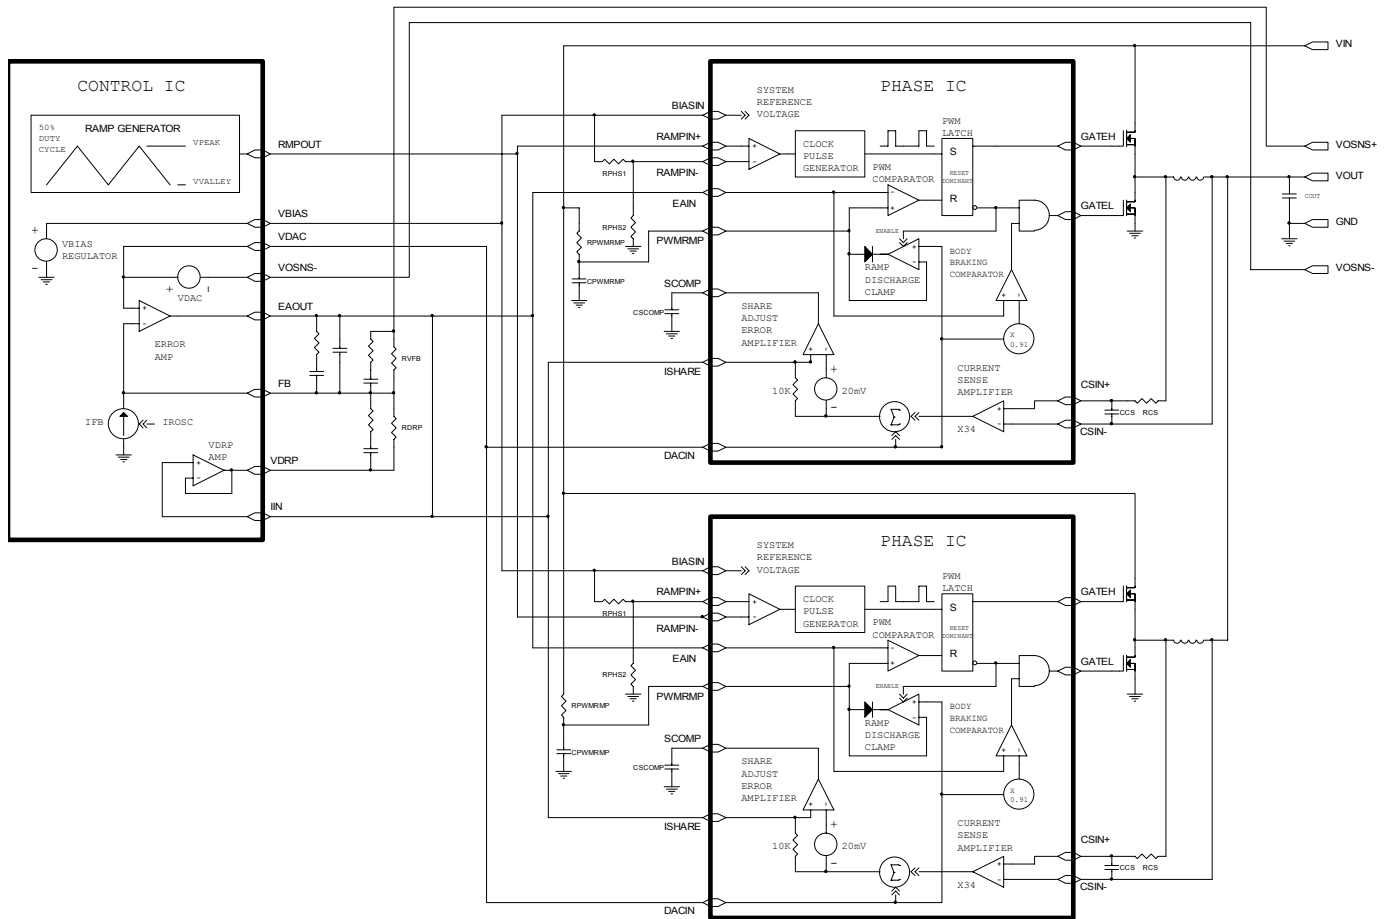 CONTROL IC
50%
DUTY
CYCLE
RAMP GENERATOR
VPEAK
VVALLEY
RMPOUT
VBIAS
VBIAS
REGULATOR
VDAC
VOSNS-
VDAC
EAOUT
ERROR
AMP
FB
IFB
IROSC
VDRP
AMP
VDRP
IIN
RVFB
RDRP
VIN
VOSNS+
VOUT
COUT
GND
VOSNS-
PHASE IC
BIASIN
SYSTEM
REFERENCE
VOLTAGE
RAMPIN+
RAMPIN-
RPHS1
RPHS2
CLOCK
PULSE
GENERATOR
PWM
LATCH
S
RESET
DOMINANT
R
PWM
COMPARATOR
GATEH
GATEL
EAIN
PWMRMP
RPWMRMP
CPWMRMP
ENABLE
RAMP
DISCHARGE
CLAMP
BODY
BRAKING
COMPARATOR
SCOMP
CSCOMP
SHARE
ADJUST
ERROR
AMPLIFIER
X
0.91
ISHARE
10K
20mV
CURRENT
SENSE
AMPLIFIER
X34
Σ
CSIN+
CCS
RCS
CSIN-
DACIN
PHASE IC
BIASIN
SYSTEM
REFERENCE
VOLTAGE
RAMPIN+
RAMPIN-
RPHS1
RPHS2
CLOCK
PULSE
GENERATOR
PWM
LATCH
S
RESET
DOMINANT
R
PWM
COMPARATOR
GATEH
GATEL
EAIN
PWMRMP
RPWMRMP
CPWMRMP
ENABLE
RAMP
DISCHARGE
CLAMP
BODY
BRAKING
COMPARATOR
SCOMP
CSCOMP
SHARE
ADJUST
ERROR
AMPLIFIER
X
0.91
ISHARE
10K
20mV
CURRENT
SENSE
AMPLIFIER
X34
Σ
CSIN+
CCS
RCS
CSIN-
DACIN